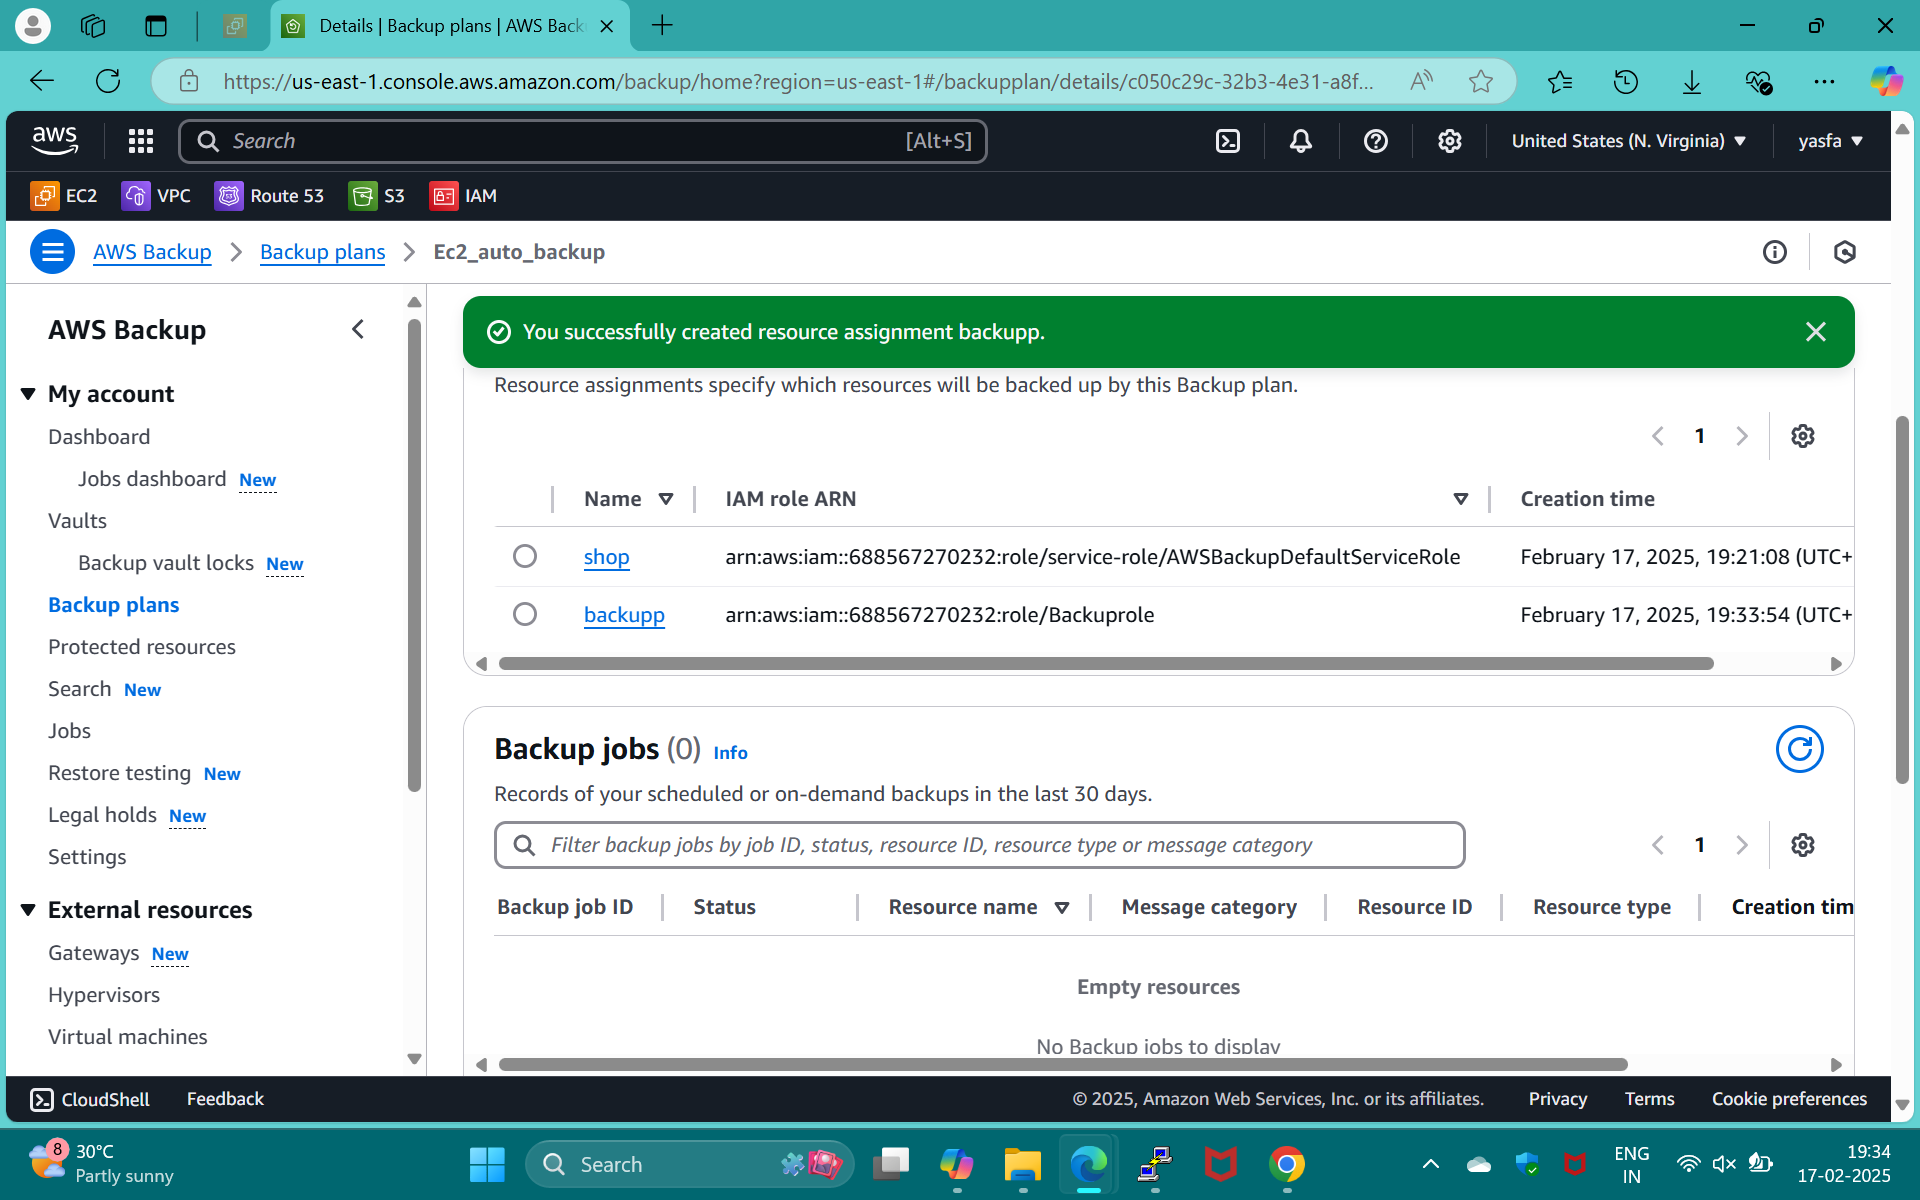 Details | Backup plans | AWS Back
https://us-east-1.console.aws.amazon.com/backup/home?region=us-east-1#/backupplan/details/c050c29c-32b3-4e31-a8f...
aws
Search
[Alt+S]
United States (N. Virginia)
yasfa
EC2
VPC
Route 53
S3
IAM
AWS Backup
Backup plans
Ec2_auto_backup
AWS Backup
My account
Dashboard
Jobs dashboard New
Vaults
Backup vault locks New
Backup plans
Protected resources
Search New
Jobs
Restore testing New
Legal holds New
Settings
External resources
Gateways New
Hypervisors
Virtual machines
You successfully created resource assignment backupp.
Resource assignments specify which resources will be backed up by this Backup plan.
1
Name
IAM role ARN
Creation time
shop
arn:aws:iam::688567270232:role/service-role/AWSBackupDefaultServiceRole
February 17, 2025, 19:21:08 (UTC+
backupp
arn:aws:iam::688567270232:role/Backuprole
February 17, 2025, 19:33:54 (UTC+
Backup jobs (0) Info
Records of your scheduled or on-demand backups in the last 30 days.
Filter backup jobs by job ID, status, resource ID, resource type or message category
1
Backup job ID
Status
Resource name
Message category
Resource ID
Resource type
Creation tim
Empty resources
No Backup jobs to display
CloudShell
Feedback
© 2025, Amazon Web Services, Inc. or its affiliates.
Privacy
Terms
Cookie preferences
8
30°C
Partly sunny
Search
ENG
IN
19:34
17-02-2025